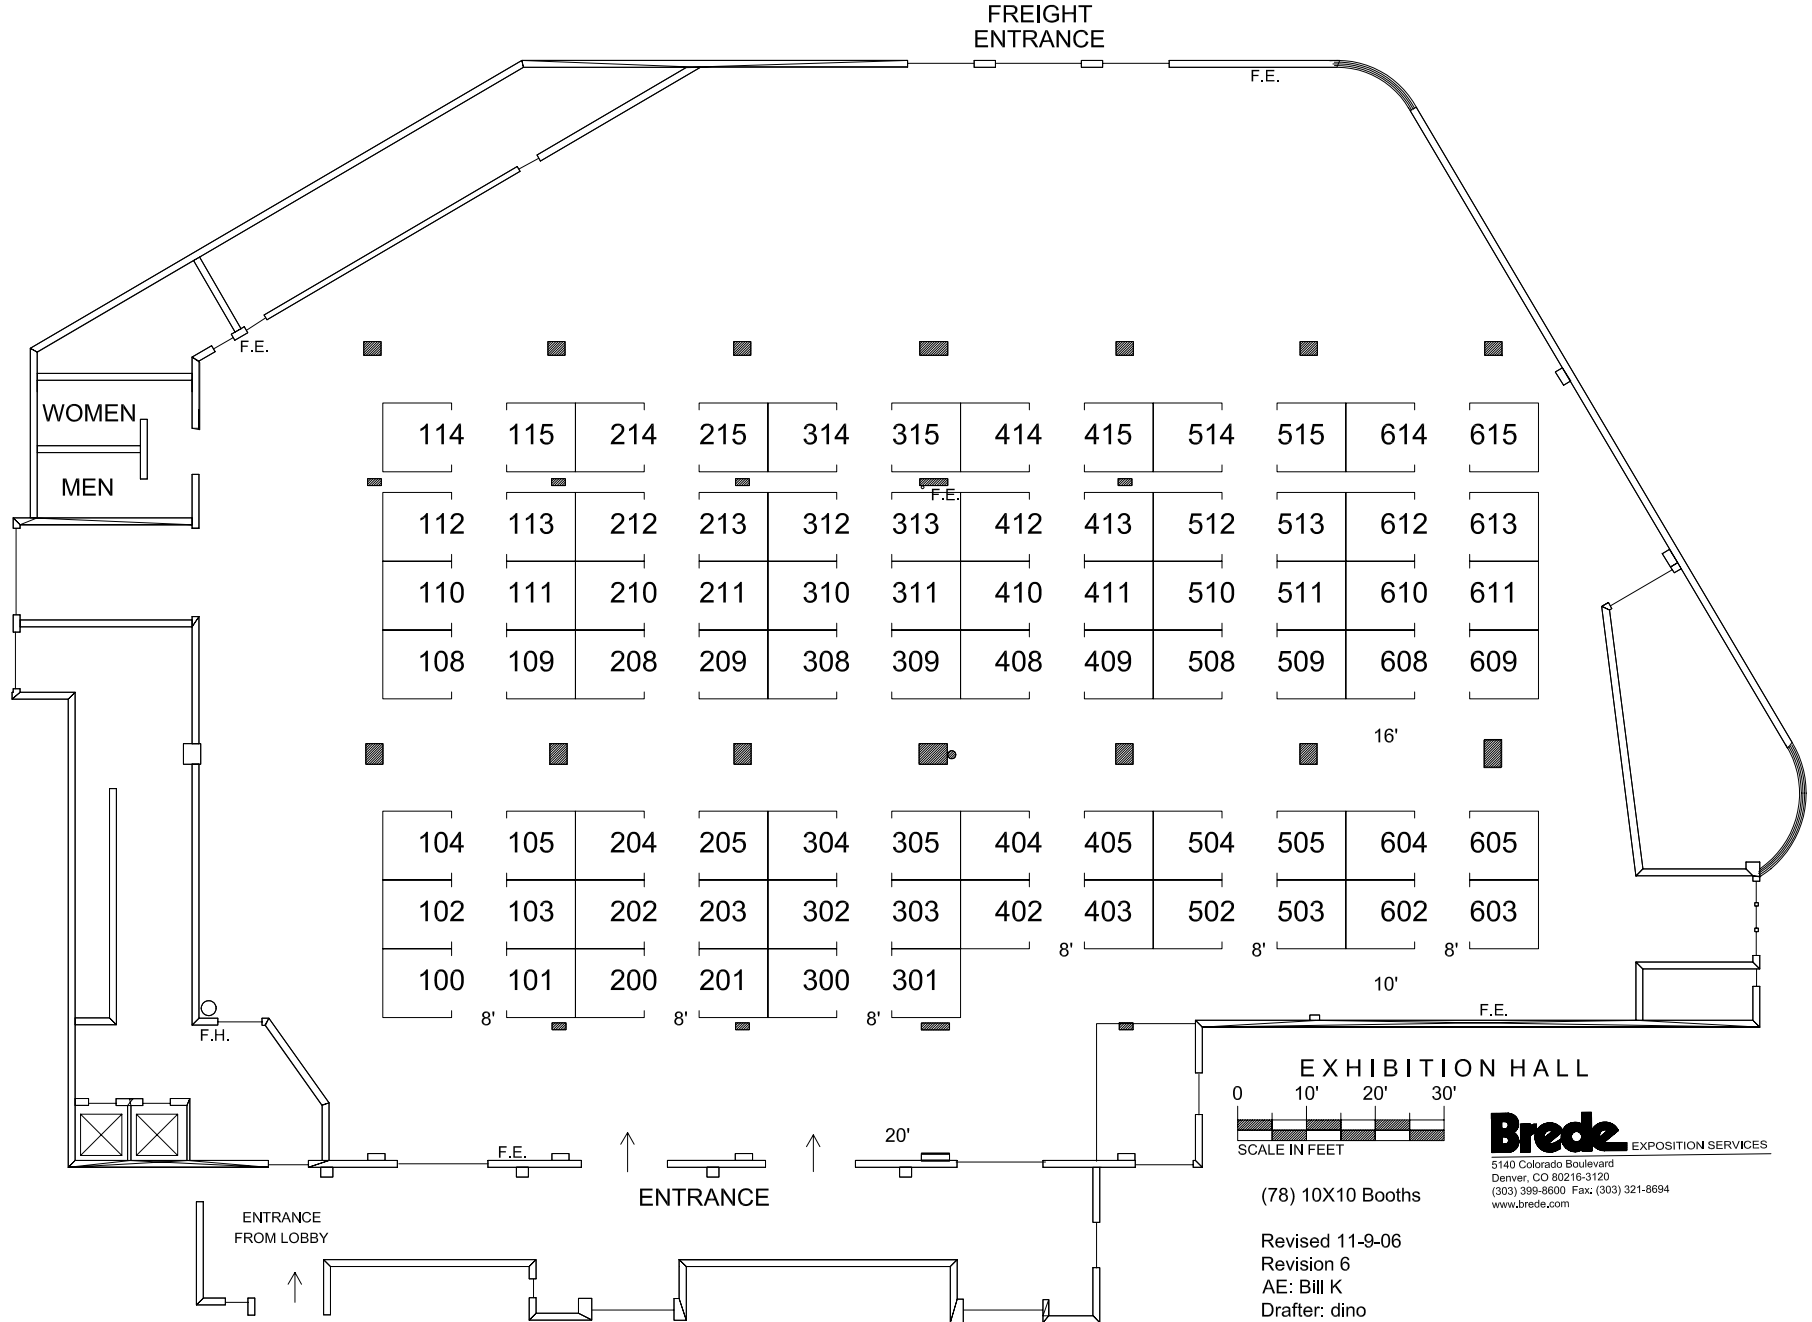 FREIGHT
ENTRANCE
F.E.
F.E.
WOMEN
MEN
114 115 214 215 314 315 414 415 514 515 614 615
F.E.
112 113 212 213 312 313 412 413 512 513 612 613
110 111 210 211 310 311 410 411 510 511 610 611
108 109 208 209 308 309 408 409 508 509 608 609
16'
104 105 204 205 304 305 404 405 504 505 604 605
102 103 202 203 302 303 402 403 502 503 602 603
8' 8' 8'
100 101 200 201 300 301
10'
8' 8' 8'
F.E.
F.H.
EXHIBITION HALL
0 10' 20' 30'
SCALE IN FEET
Brede EXPOSITION SERVICES
5140 Colorado Boulevard
Denver, CO 80216-3120
(303) 399-8600 Fax: (303) 321-8694
www.brede.com
20'
F.E.
ENTRANCE
ENTRANCE
FROM LOBBY
(78) 10X10 Booths
Revised 11-9-06
Revision 6
AE: Bill K
Drafter: dino